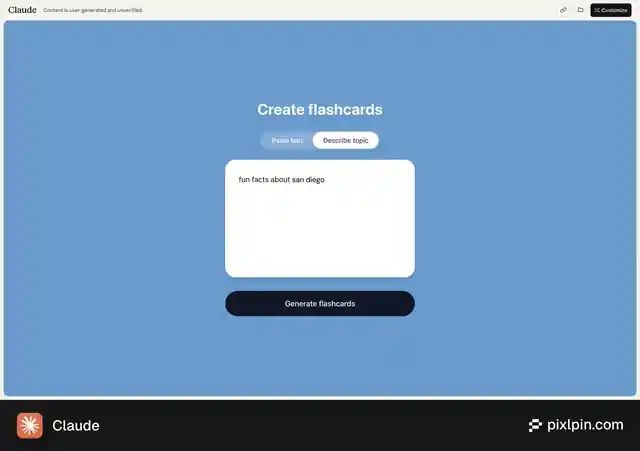 Claude
Content is user-generated and unverified.
Customize
Create flashcards
Paste text
Describe topic
fun facts about san diego
Generate flashcards
Claude
pixlpin.com